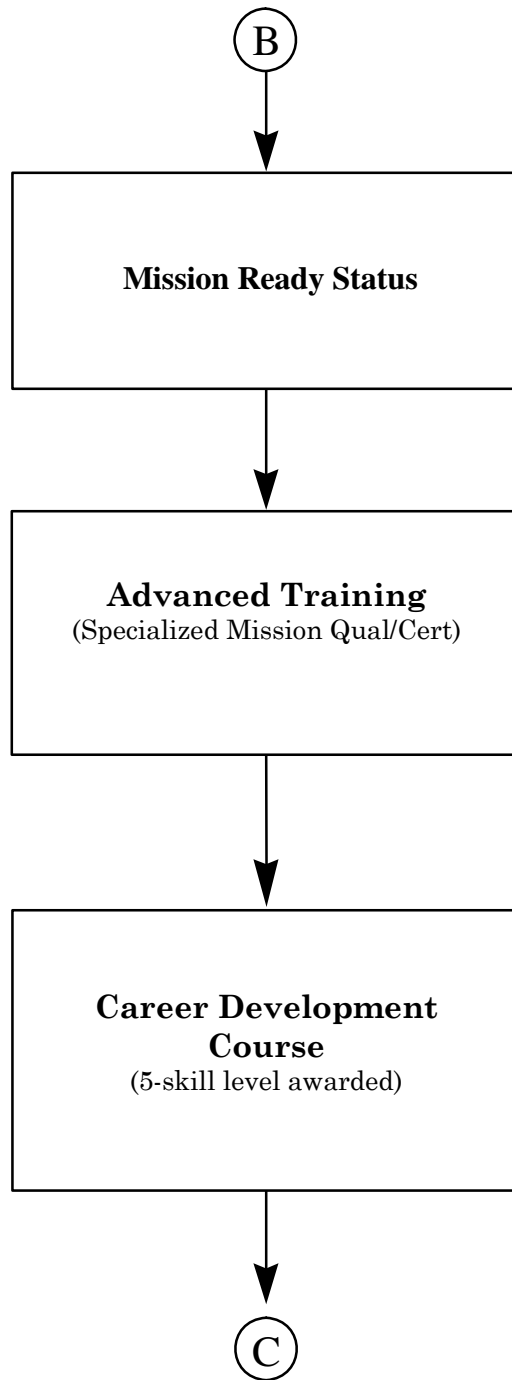 B
Mission Ready Status
Advanced Training
(Specialized Mission Qual/Cert)
Career Development
Course
(5-skill level awarded)
C